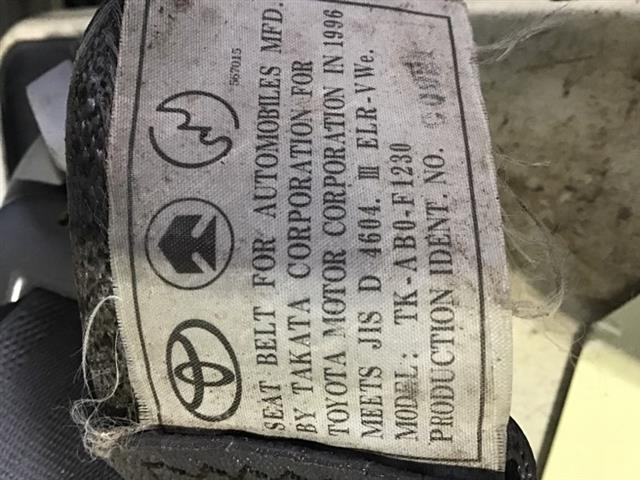 567015
SEAT BELT FOR AUTOMOBILES MFD.
BY TAKATA CORPORATION FOR
TOYOTA MOTOR CORPORATION IN 1996
MEETS JIS D 4604. Ⅲ ELR-VWe.
MODEL: TK-AB0-F1230
PRODUCTION IDENT. NO.